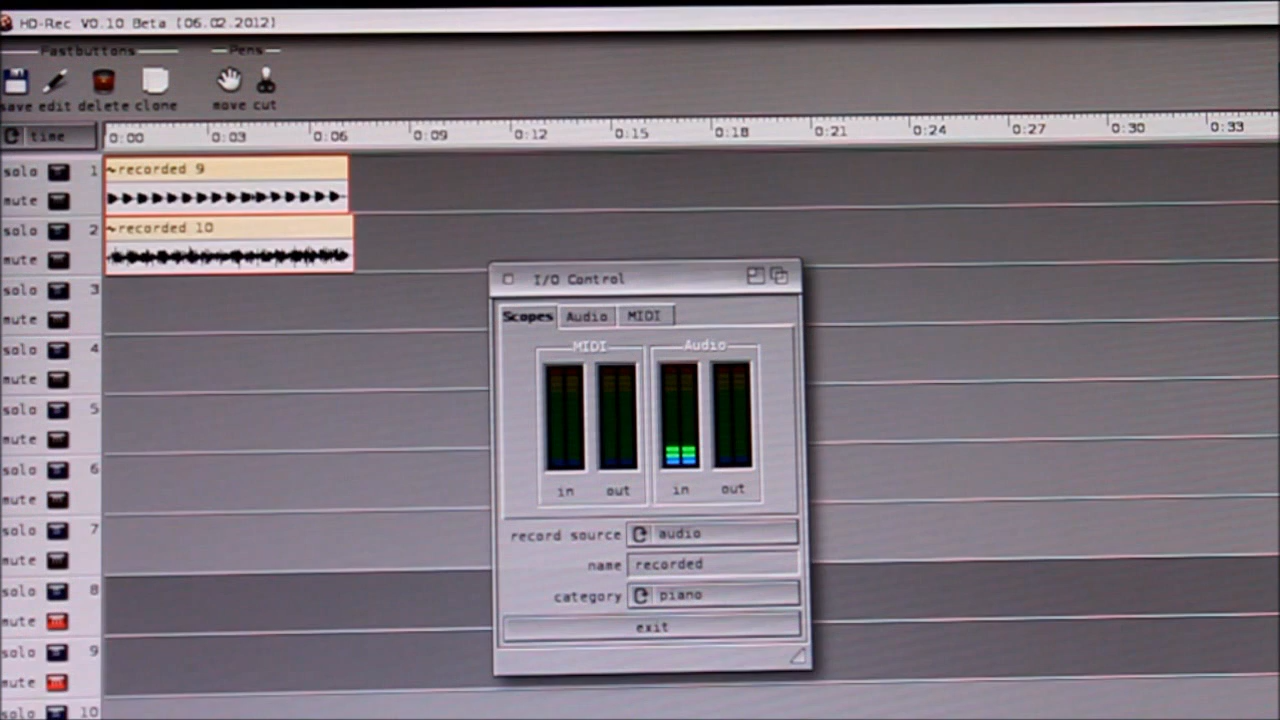 HD-Rec V0.10 Beta [06.02.2012]
Fastbuttons Pens
save edit delete clone move cut
time 0:00 0:03 0:06 0:09 0:12 0:15 0:18 0:21 0:24 0:27 0:30 0:33
solo 1 ~recorded 9
mute
solo 2 ~recorded 10
mute
solo 3
mute
solo 4
mute
solo 5
mute
solo 6
mute
solo 7
mute
solo 8
mute
solo 9
mute
solo 10
I/O Control
Scopes Audio MIDI
MIDI Audio
in out in out
record source audio
name recorded
category piano
exit